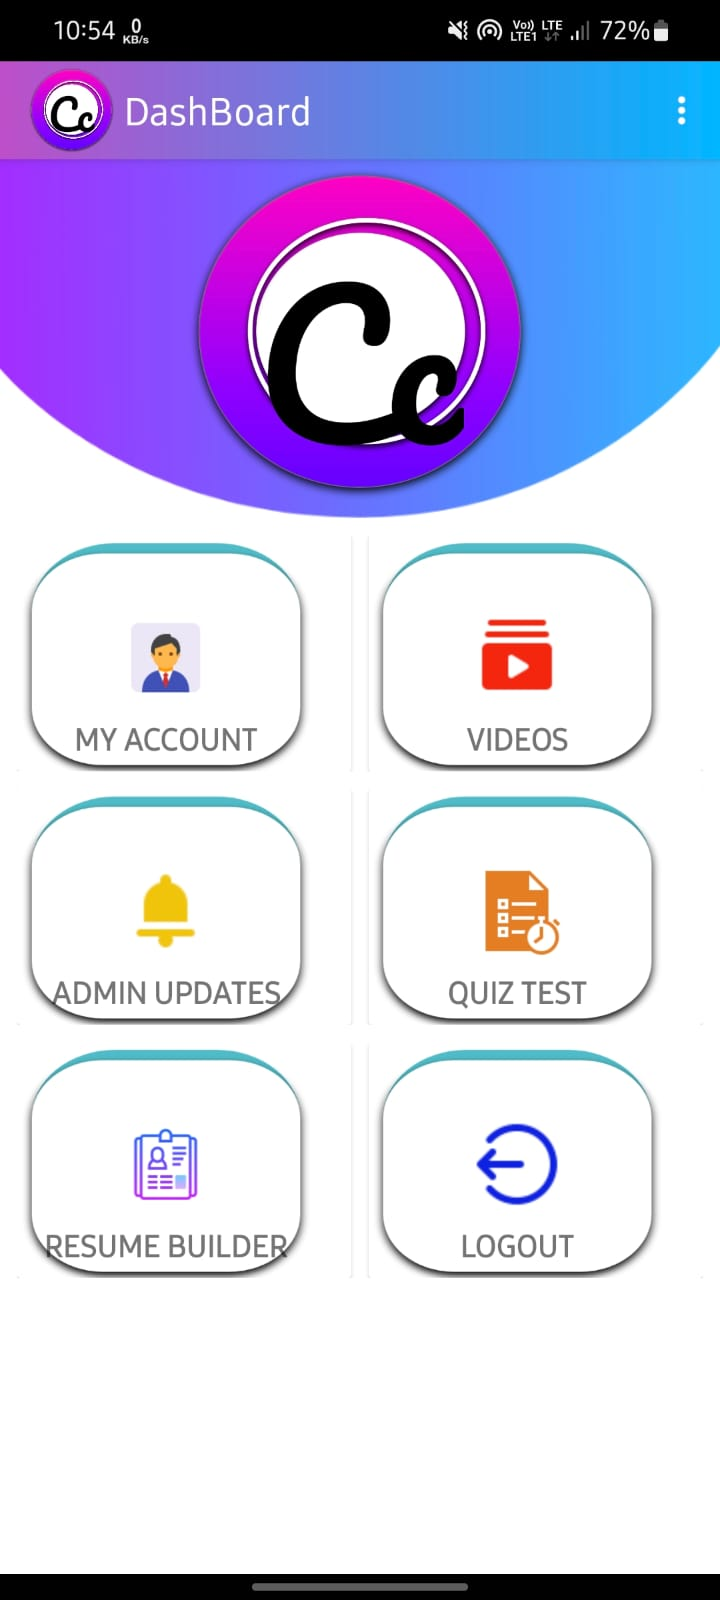 10:54 0 KB/s Vo)) LTE LTE1 72%
Cc DashBoard
Cc
MY ACCOUNT VIDEOS
ADMIN UPDATES QUIZ TEST
RESUME BUILDER LOGOUT